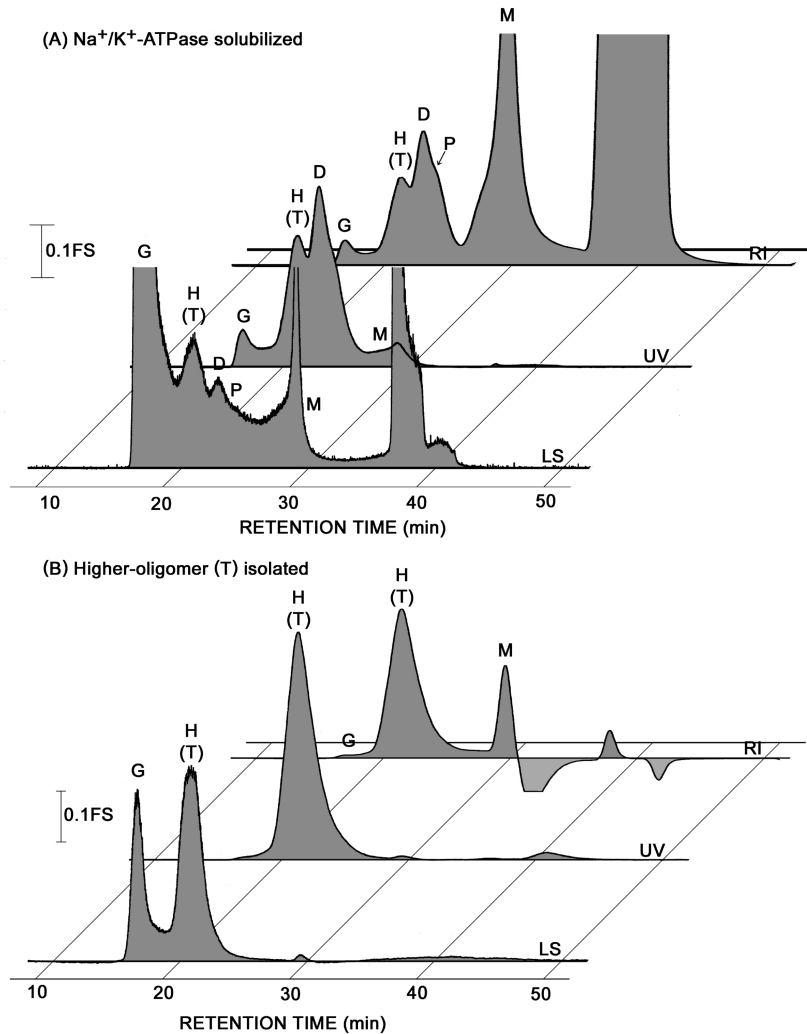 (A) Na+/K+-ATPase solubilized
M
D
H
(T)
P
D
H
(T)
G
0.1FS
G
RI
H
(T)
G
M
UV
D
P
M
LS
10 20 30 40 50
RETENTION TIME (min)
(B) Higher-oligomer (T) isolated
H
(T)
H
(T)
M
H
(T)
G
RI
G
0.1FS
UV
LS
10 20 30 40 50
RETENTION TIME (min)